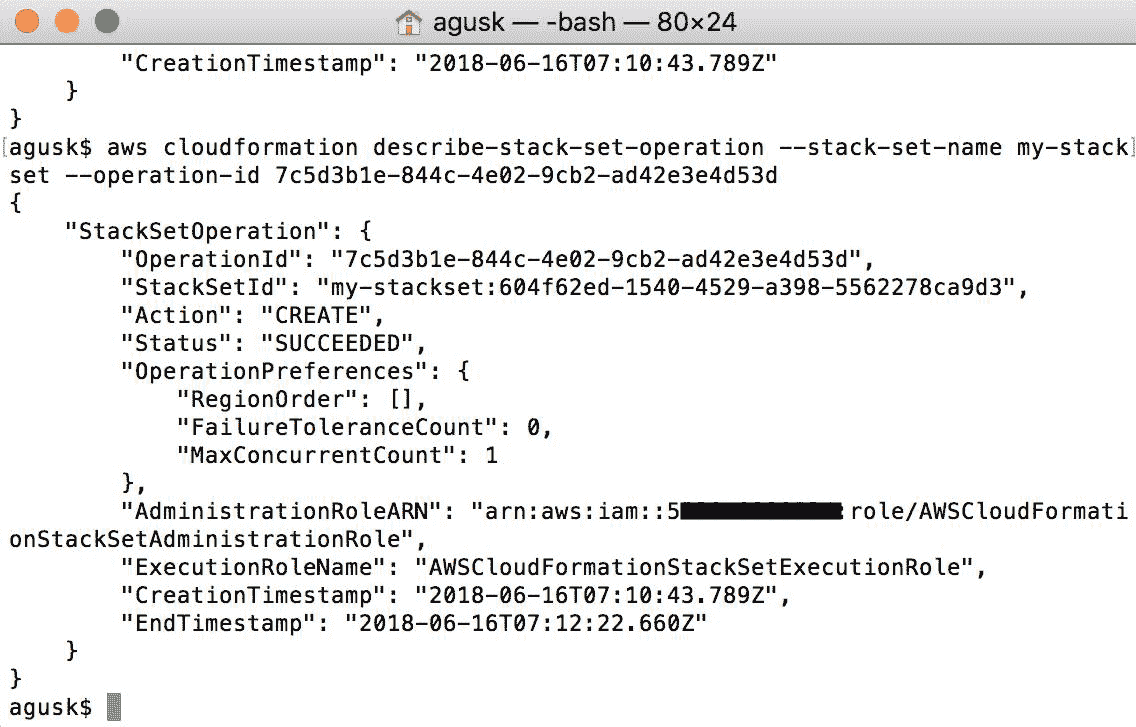 agusk — -bash — 80×24
        "CreationTimestamp": "2018-06-16T07:10:43.789Z"
    }
}
[agusk$ aws cloudformation describe-stack-set-operation --stack-set-name my-stack]
set --operation-id 7c5d3b1e-844c-4e02-9cb2-ad42e3e4d53d
{
    "StackSetOperation": {
        "OperationId": "7c5d3b1e-844c-4e02-9cb2-ad42e3e4d53d",
        "StackSetId": "my-stackset:604f62ed-1540-4529-a398-5562278ca9d3",
        "Action": "CREATE",
        "Status": "SUCCEEDED",
        "OperationPreferences": {
            "RegionOrder": [],
            "FailureToleranceCount": 0,
            "MaxConcurrentCount": 1
        },
        "AdministrationRoleARN": "arn:aws:iam::5 :role/AWSCloudFormati
onStackSetAdministrationRole",
        "ExecutionRoleName": "AWSCloudFormationStackSetExecutionRole",
        "CreationTimestamp": "2018-06-16T07:10:43.789Z",
        "EndTimestamp": "2018-06-16T07:12:22.660Z"
    }
}
agusk$